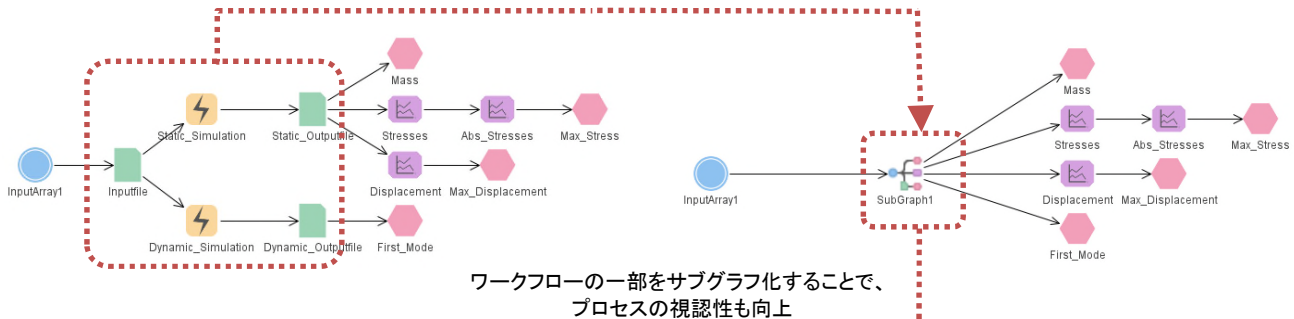 Mass
Static_Simulation
Static_Outputfile
Stresses
Abs_Stresses
Max_Stress
InputArray1
Inputfile
Displacement
Max_Displacement
Dynamic_Simulation
Dynamic_Outputfile
First_Mode
Mass
Stresses
Abs_Stresses
Max_Stress
InputArray1
SubGraph1
Displacement
Max_Displacement
First_Mode
ワークフローの一部をサブグラフ化することで、
プロセスの視認性も向上